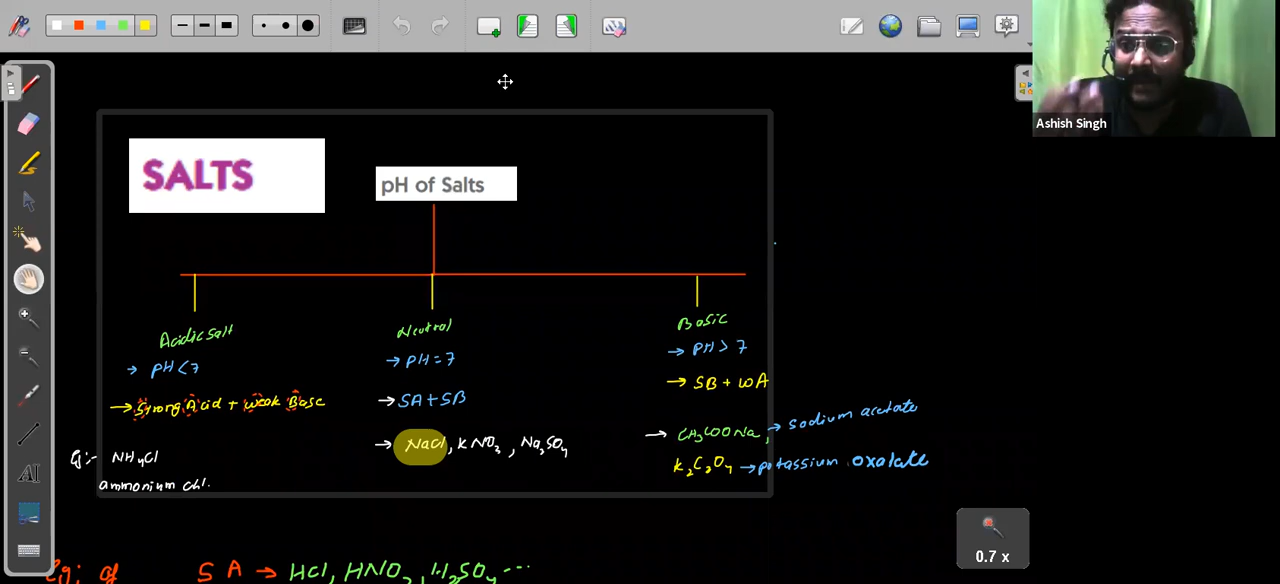 Ashish Singh
SALTS
pH of Salts
Acidic salt
→ PH < 7
→ Strong Acid + weak Base
Eg:- NH4Cl
ammonium chl.
Neutral
→ PH = 7
→ SA + SB
→ NaCl, KNO3, Na2SO4
Basic
→ PH > 7
→ SB + WA
→ CH3COONa, → sodium acetate
K2C2O4 → potassium oxalate
Eg: of SA → HCl, HNO3, H2SO4 ...
AI
0.7 x